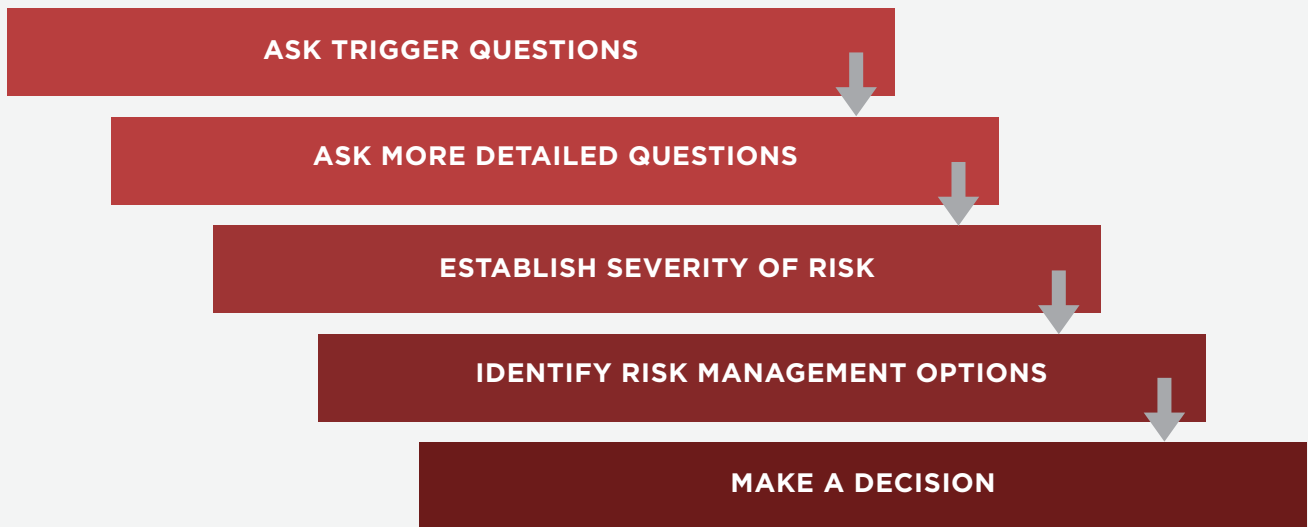 ASK TRIGGER QUESTIONS
ASK MORE DETAILED QUESTIONS
ESTABLISH SEVERITY OF RISK
IDENTIFY RISK MANAGEMENT OPTIONS
MAKE A DECISION